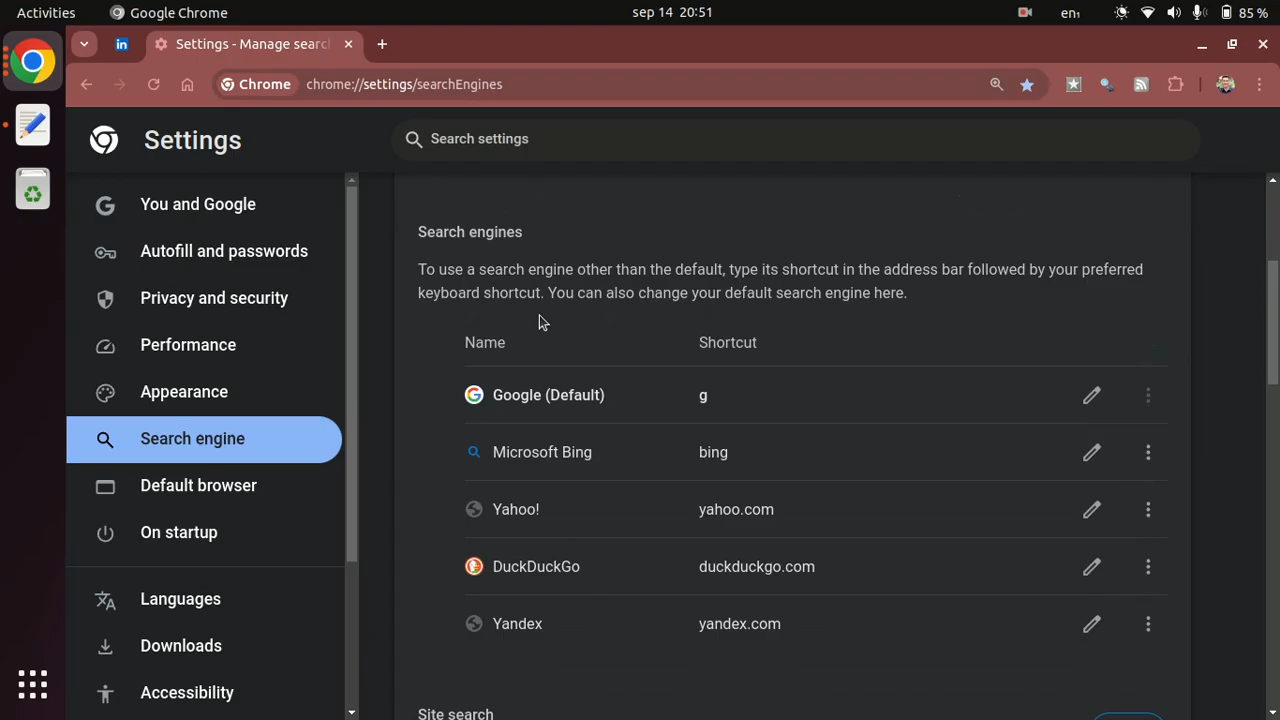 Activities
Google Chrome
sep 14 20:51
en₁
85 %
Settings - Manage searc
Chrome
chrome://settings/searchEngines
Settings
Search settings
You and Google
Autofill and passwords
Privacy and security
Performance
Appearance
Search engine
Default browser
On startup
Languages
Downloads
Accessibility
Search engines
To use a search engine other than the default, type its shortcut in the address bar followed by your preferred
keyboard shortcut. You can also change your default search engine here.
Name Shortcut
Google (Default) g
Microsoft Bing bing
Yahoo! yahoo.com
DuckDuckGo duckduckgo.com
Yandex yandex.com
Site search